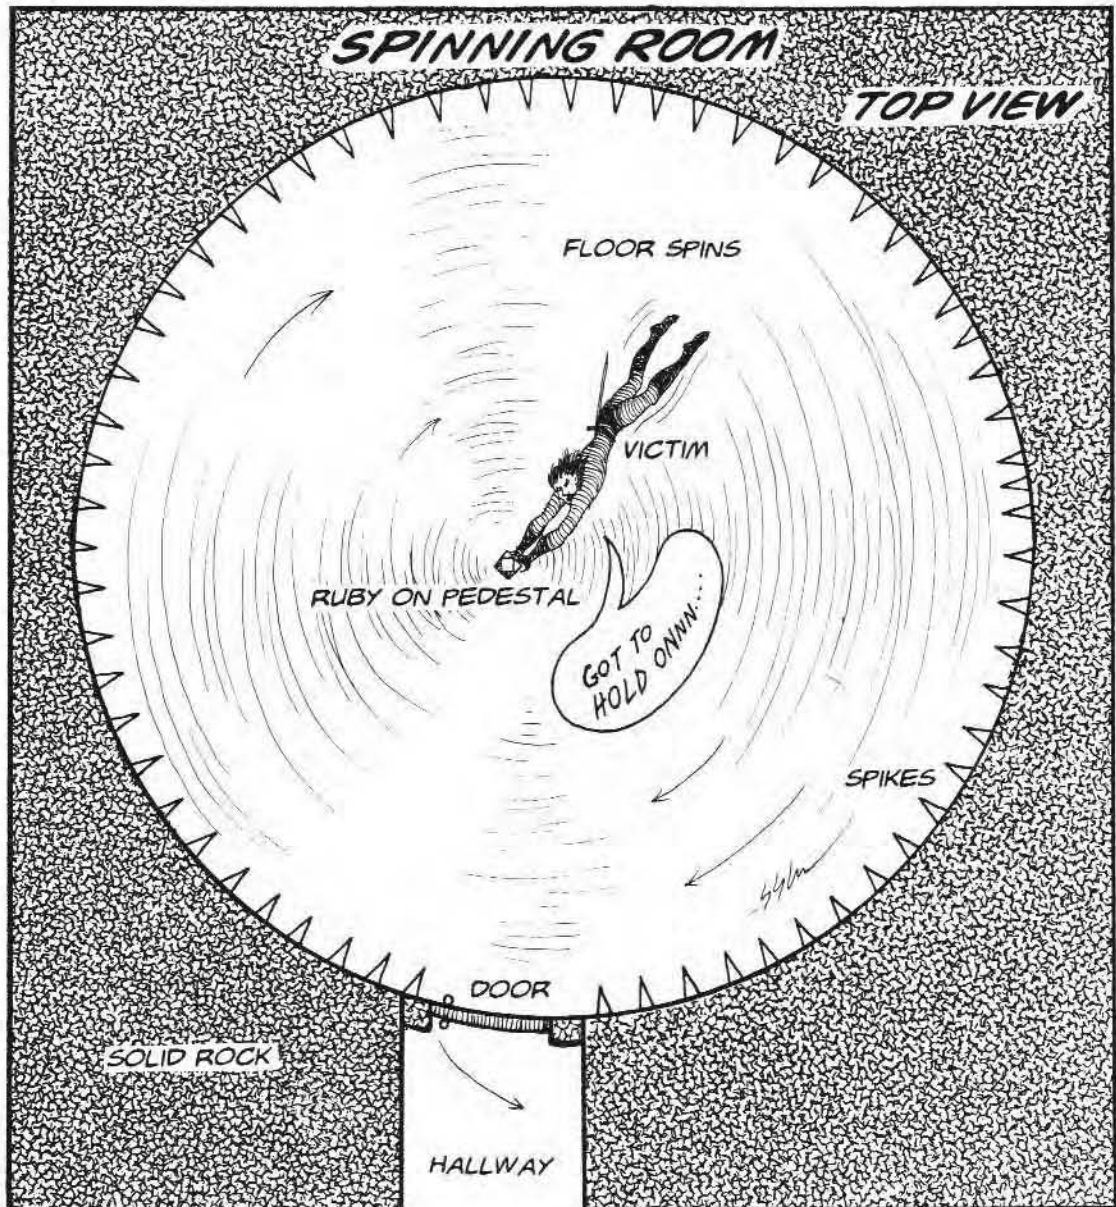 SPINNING ROOM
TOP VIEW
FLOOR SPINS
VICTIM
RUBY ON PEDESTAL
GOT TO
HOLD ONNN....
SPIKES
DOOR
SOLID ROCK
HALLWAY